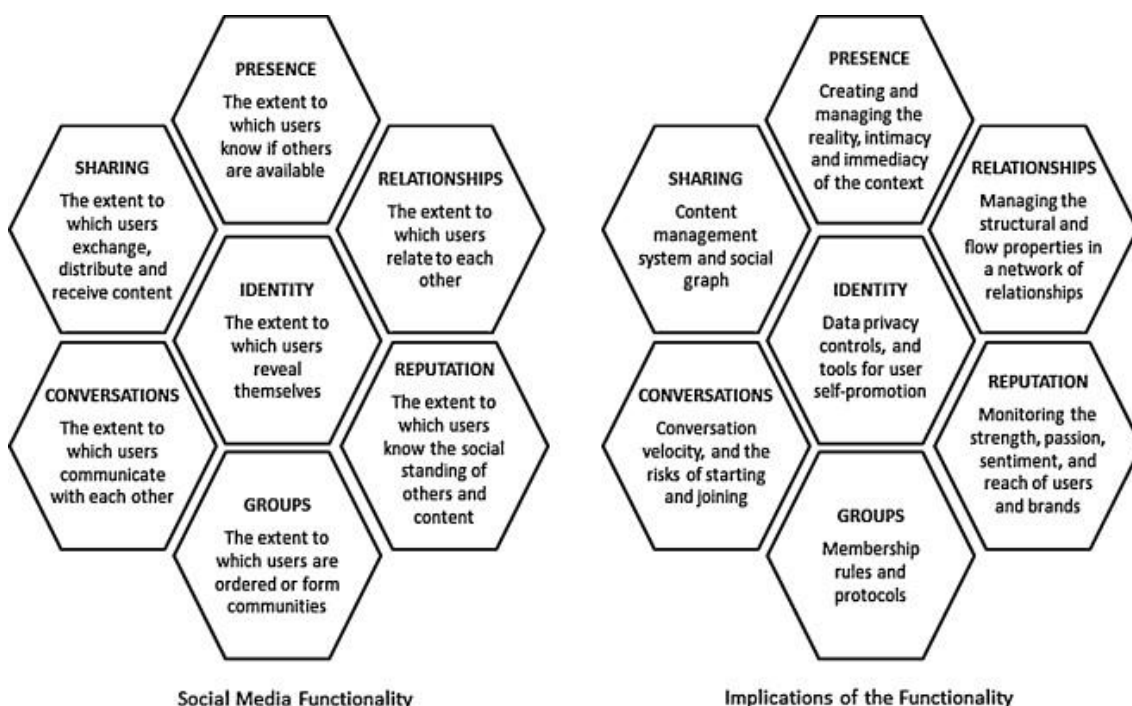 PRESENCE
The extent to
which users
know if others
are available
SHARING
The extent to
which users
exchange,
distribute and
receive content
RELATIONSHIPS
The extent to
which users
relate to each
other
IDENTITY
The extent to
which users
reveal
themselves
CONVERSATIONS
The extent to
which users
communicate
with each other
REPUTATION
The extent to
which users
know the social
standing of
others and
content
GROUPS
The extent to
which users are
ordered or form
communities
Social Media Functionality
PRESENCE
Creating and
managing the
reality, intimacy
and immediacy
of the context
SHARING
Content
management
system and social
graph
RELATIONSHIPS
Managing the
structural and
flow properties in
a network of
relationships
IDENTITY
Data privacy
controls, and
tools for user
self-promotion
CONVERSATIONS
Conversation
velocity, and the
risks of starting
and joining
REPUTATION
Monitoring the
strength, passion,
sentiment, and
reach of users
and brands
GROUPS
Membership
rules and
protocols
Implications of the Functionality